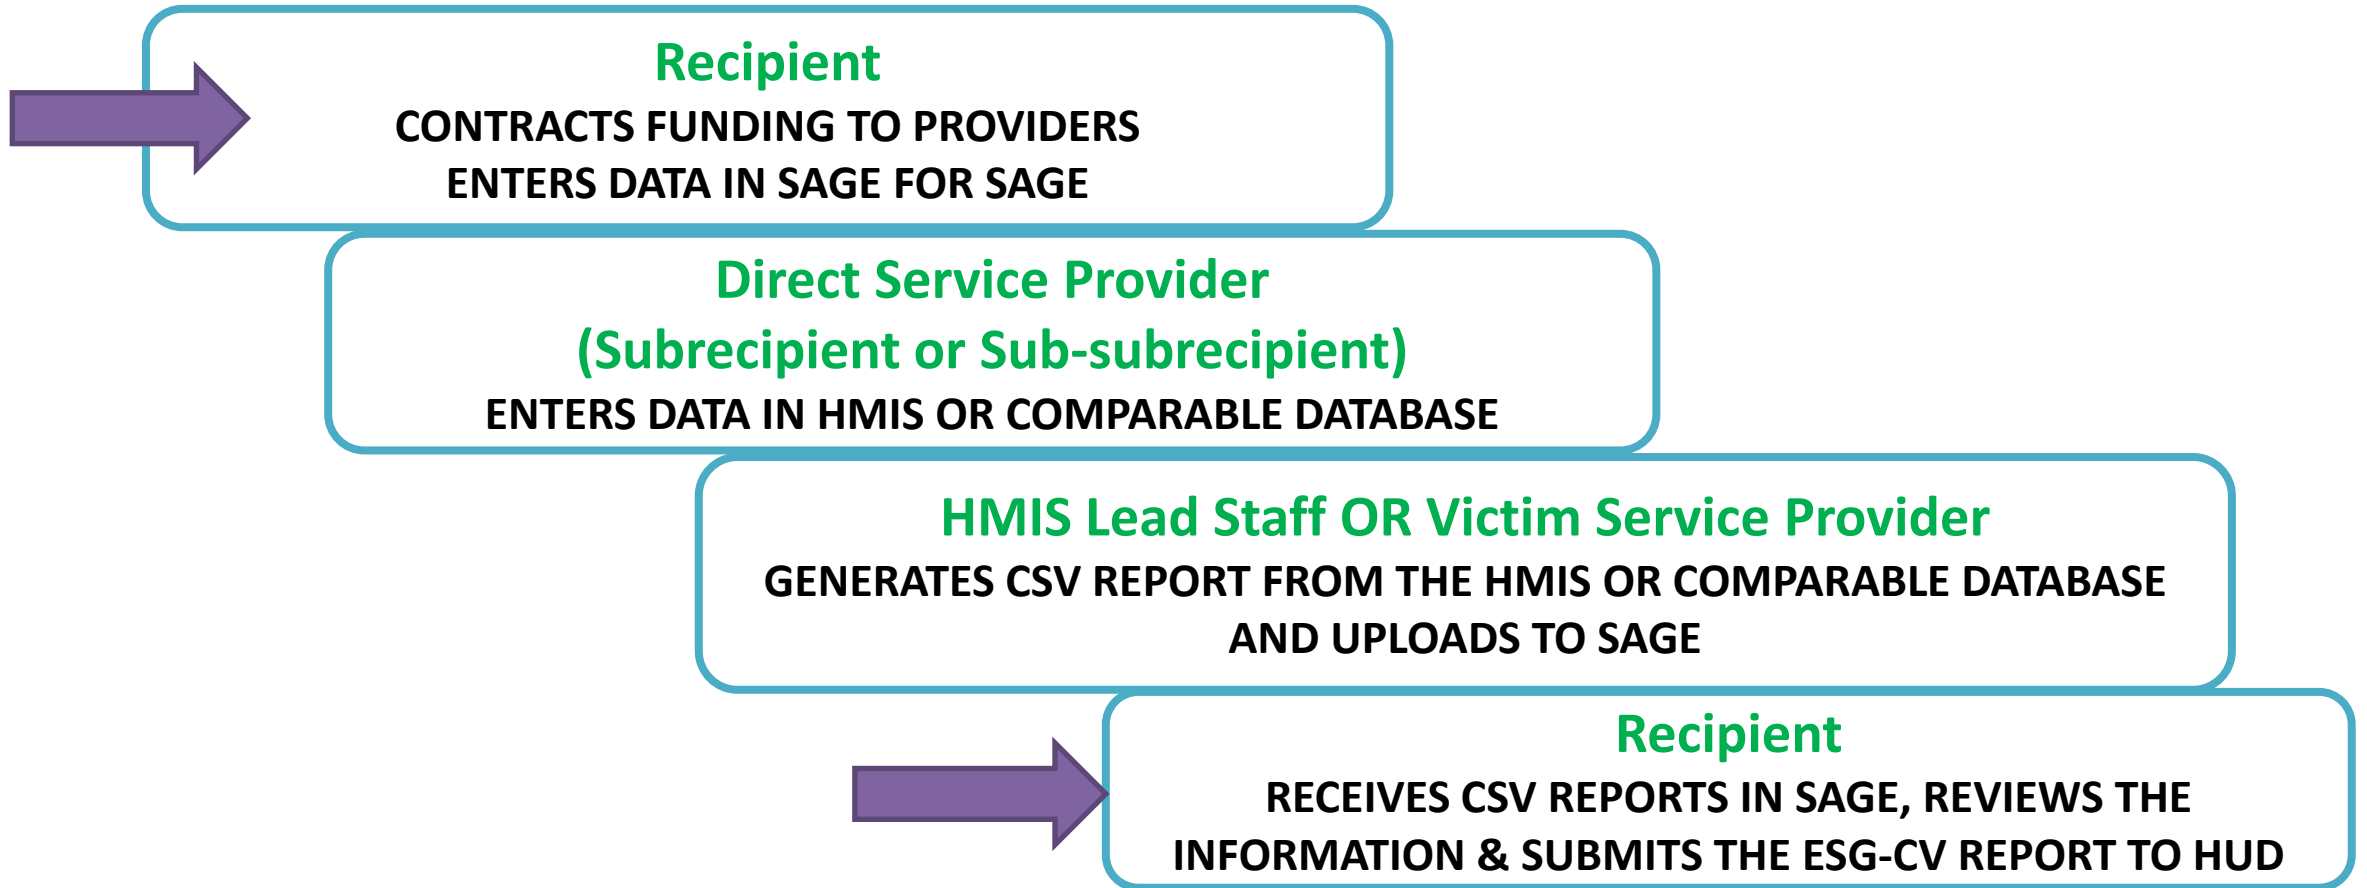 Recipient
CONTRACTS FUNDING TO PROVIDERS
ENTERS DATA IN SAGE FOR SAGE
Direct Service Provider
(Subrecipient or Sub-subrecipient)
ENTERS DATA IN HMIS OR COMPARABLE DATABASE
HMIS Lead Staff OR Victim Service Provider
GENERATES CSV REPORT FROM THE HMIS OR COMPARABLE DATABASE
AND UPLOADS TO SAGE
Recipient
RECEIVES CSV REPORTS IN SAGE, REVIEWS THE
INFORMATION & SUBMITS THE ESG-CV REPORT TO HUD